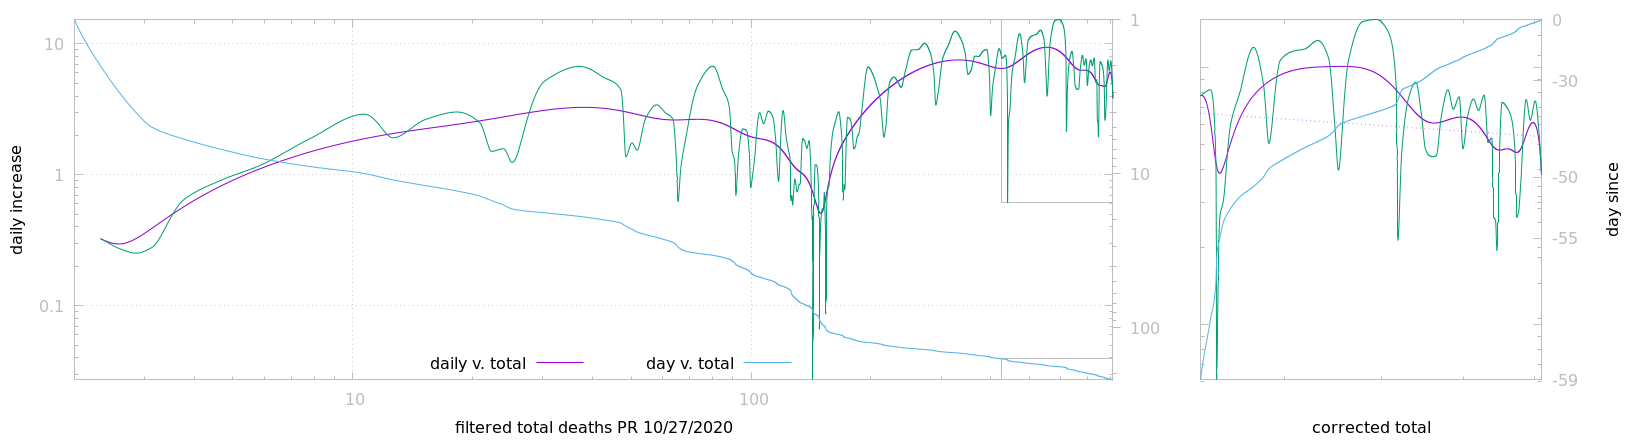 10
1
0.1
daily increase
daily v. total
day v. total
10
100
filtered total deaths PR 10/27/2020
1
10
100
0
-30
-50
-55
-59
day since
corrected total